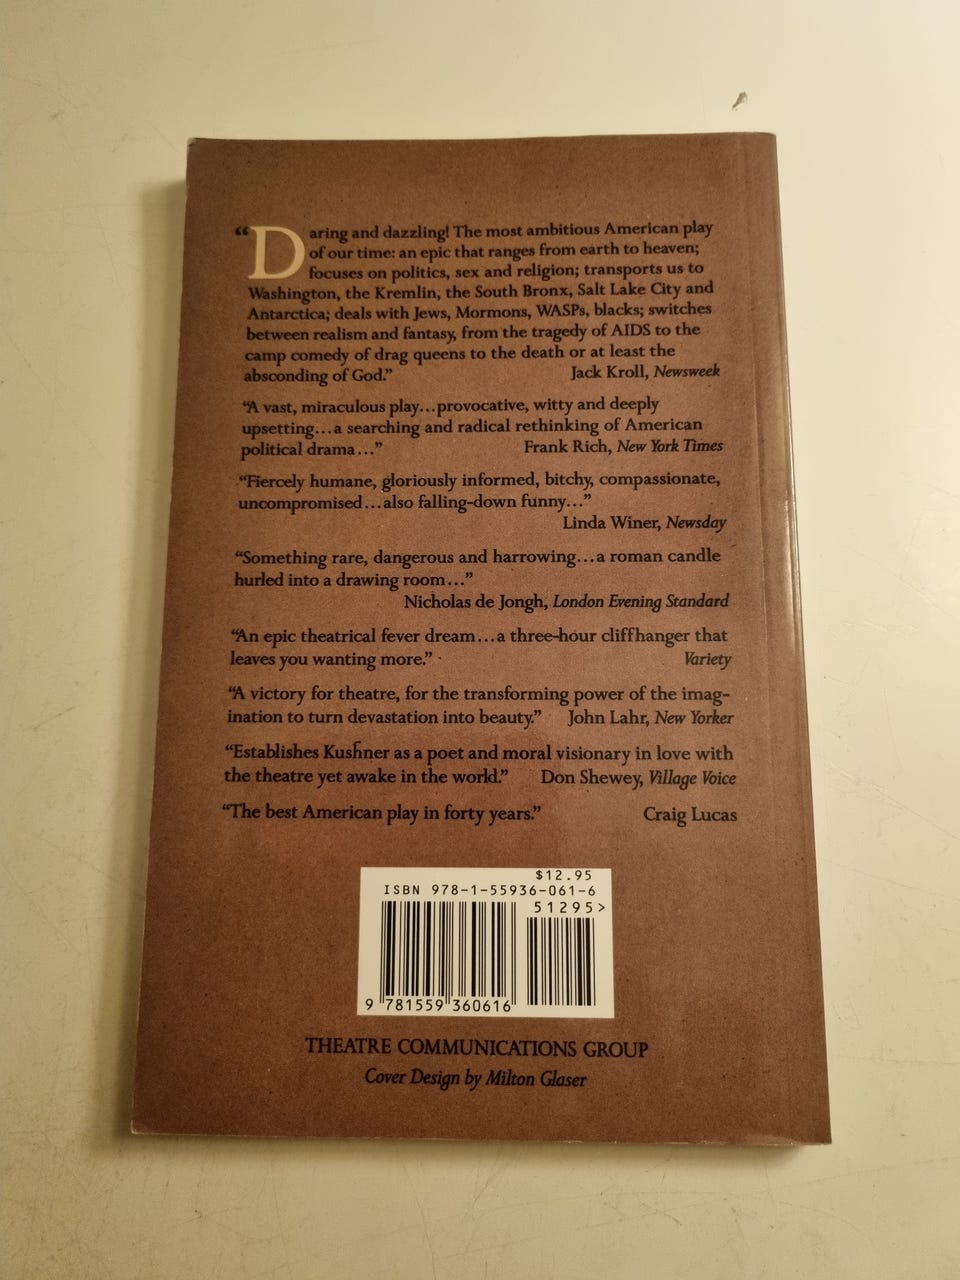 “Daring and dazzling! The most ambitious American play
of our time: an epic that ranges from earth to heaven;
focuses on politics, sex and religion; transports us to
Washington, the Kremlin, the South Bronx, Salt Lake City and
Antarctica; deals with Jews, Mormons, WASPs, blacks; switches
between realism and fantasy, from the tragedy of AIDS to the
camp comedy of drag queens to the death or at least the
absconding of God.” Jack Kroll, Newsweek
“A vast, miraculous play...provocative, witty and deeply
upsetting...a searching and radical rethinking of American
political drama...” Frank Rich, New York Times
“Fiercely humane, gloriously informed, bitchy, compassionate,
uncompromised...also falling-down funny...”
Linda Winer, Newsday
“Something rare, dangerous and harrowing...a roman candle
hurled into a drawing room...”
Nicholas de Jongh, London Evening Standard
“An epic theatrical fever dream...a three-hour cliffhanger that
leaves you wanting more.” Variety
“A victory for theatre, for the transforming power of the imag-
ination to turn devastation into beauty.” John Lahr, New Yorker
“Establishes Kushner as a poet and moral visionary in love with
the theatre yet awake in the world.” Don Shewey, Village Voice
“The best American play in forty years.” Craig Lucas
$12.95
ISBN 978-1-55936-061-6
51295>
9 781559 360616
THEATRE COMMUNICATIONS GROUP
Cover Design by Milton Glaser